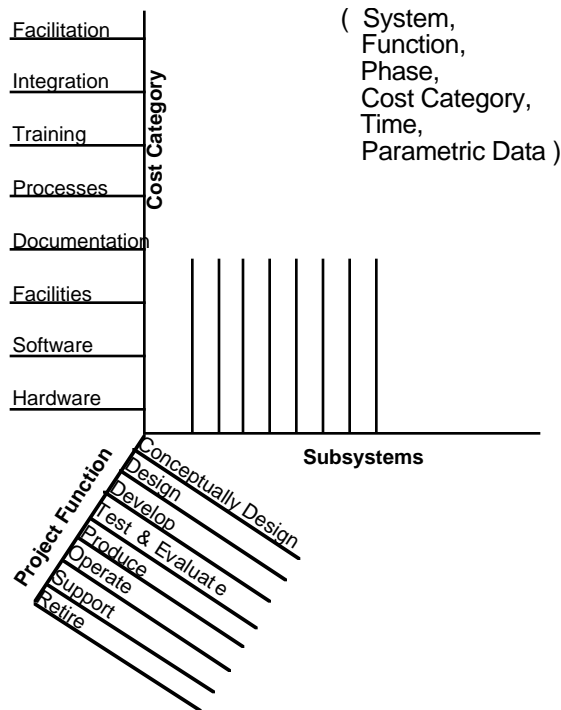 Facilitation
Integration
Training
Processes
Documentation
Facilities
Software
Hardware
Cost Category
( System,
Function,
Phase,
Cost Category,
Time,
Parametric Data )
Subsystems
Project Function
Conceptually Design
Design
Develop
Test & Evaluate
Produce
Operate
Support
Retire